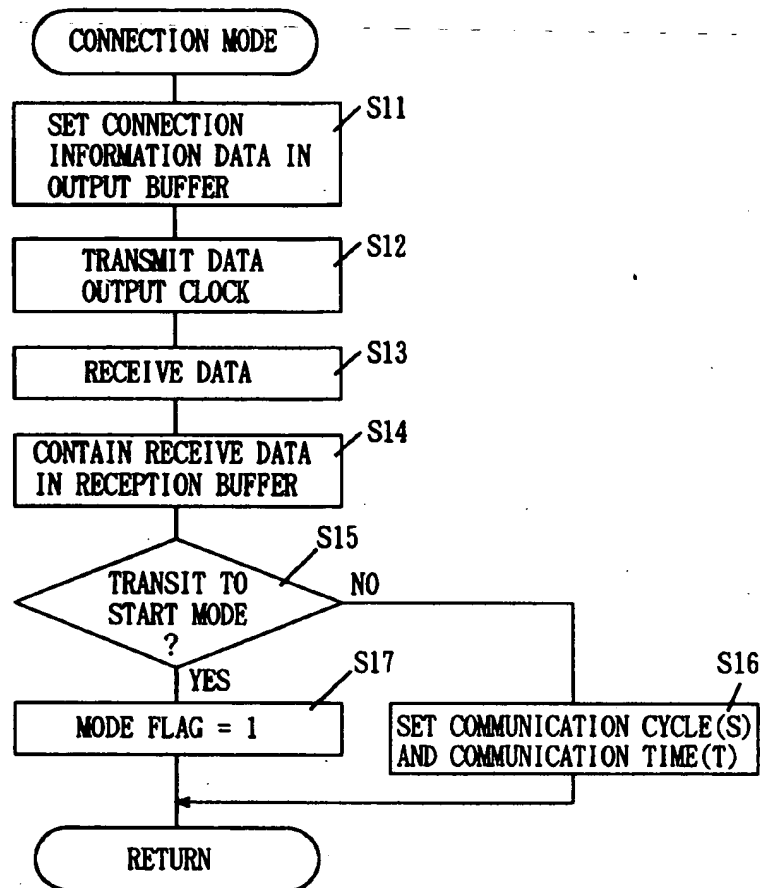 CONNECTION MODE
S11
SET CONNECTION
INFORMATION DATA IN
OUTPUT BUFFER
S12
TRANSMIT DATA
OUTPUT CLOCK
S13
RECEIVE DATA
S14
CONTAIN RECEIVE DATA
IN RECEPTION BUFFER
S15
TRANSIT TO
START MODE
?
NO
YES
S17
MODE FLAG = 1
S16
SET COMMUNICATION CYCLE(S)
AND COMMUNICATION TIME(T)
RETURN